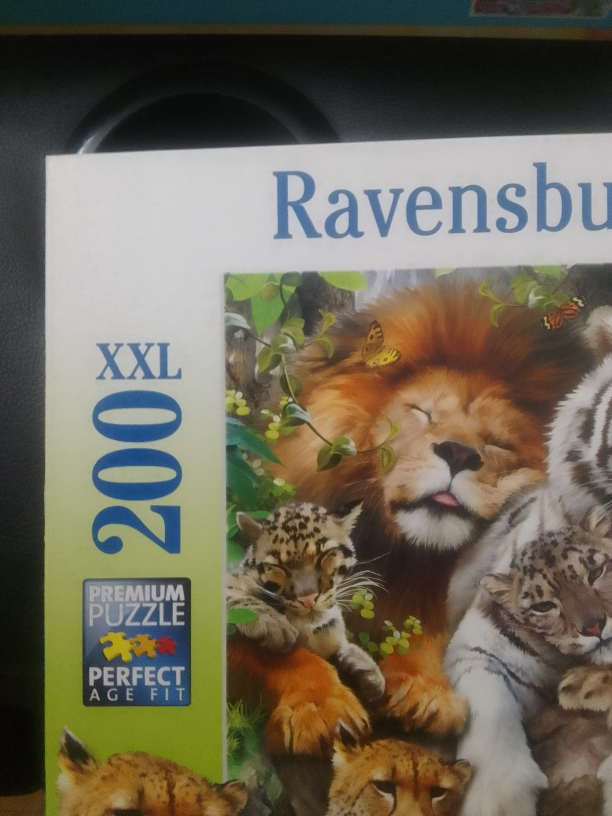 Ravensbu
XXL
200
PREMIUM
PUZZLE
PERFECT
AGE FIT